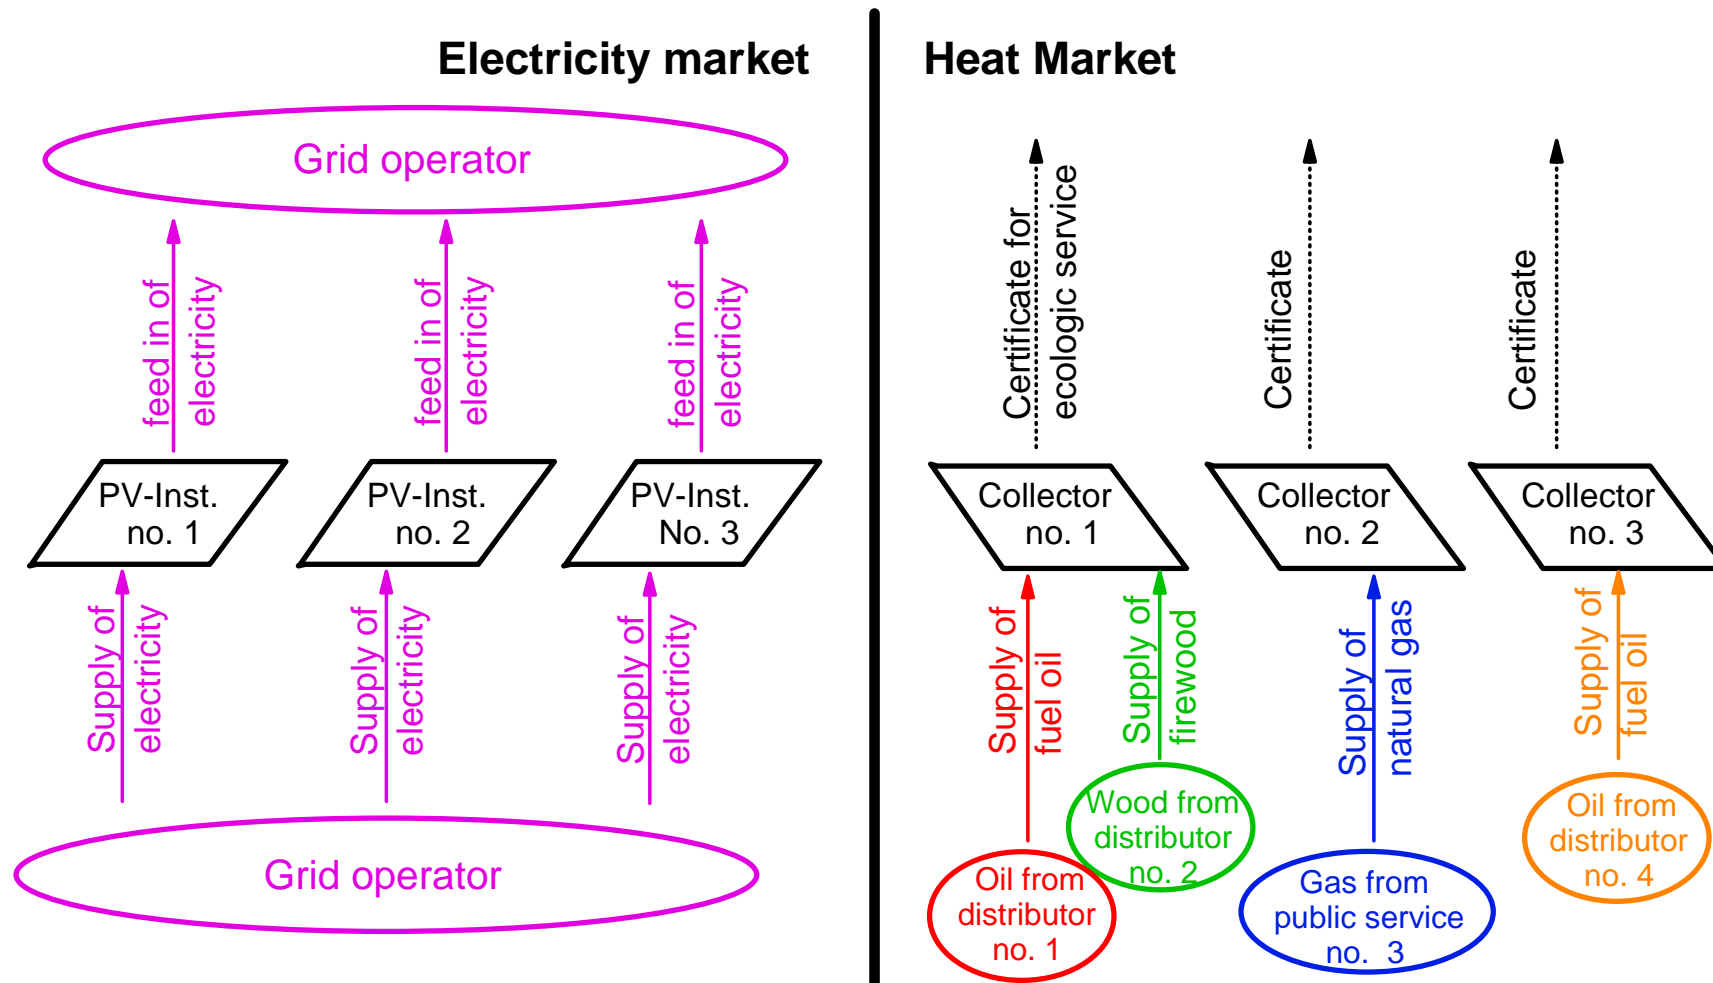 Electricity market
Grid operator
feed in of
electricity
feed in of
electricity
feed in of
electricity
PV-Inst.
no. 1
PV-Inst.
no. 2
PV-Inst.
No. 3
Supply of
electricity
Supply of
electricity
Supply of
electricity
Grid operator
Heat Market
Certificate for
ecologic service
Certificate
Certificate
Collector
no. 1
Collector
no. 2
Collector
no. 3
Supply of
fuel oil
Supply of
firewood
Supply of
natural gas
Supply of
fuel oil
Oil from
distributor
no. 1
Wood from
distributor
no. 2
Gas from
public service
no. 3
Oil from
distributor
no. 4